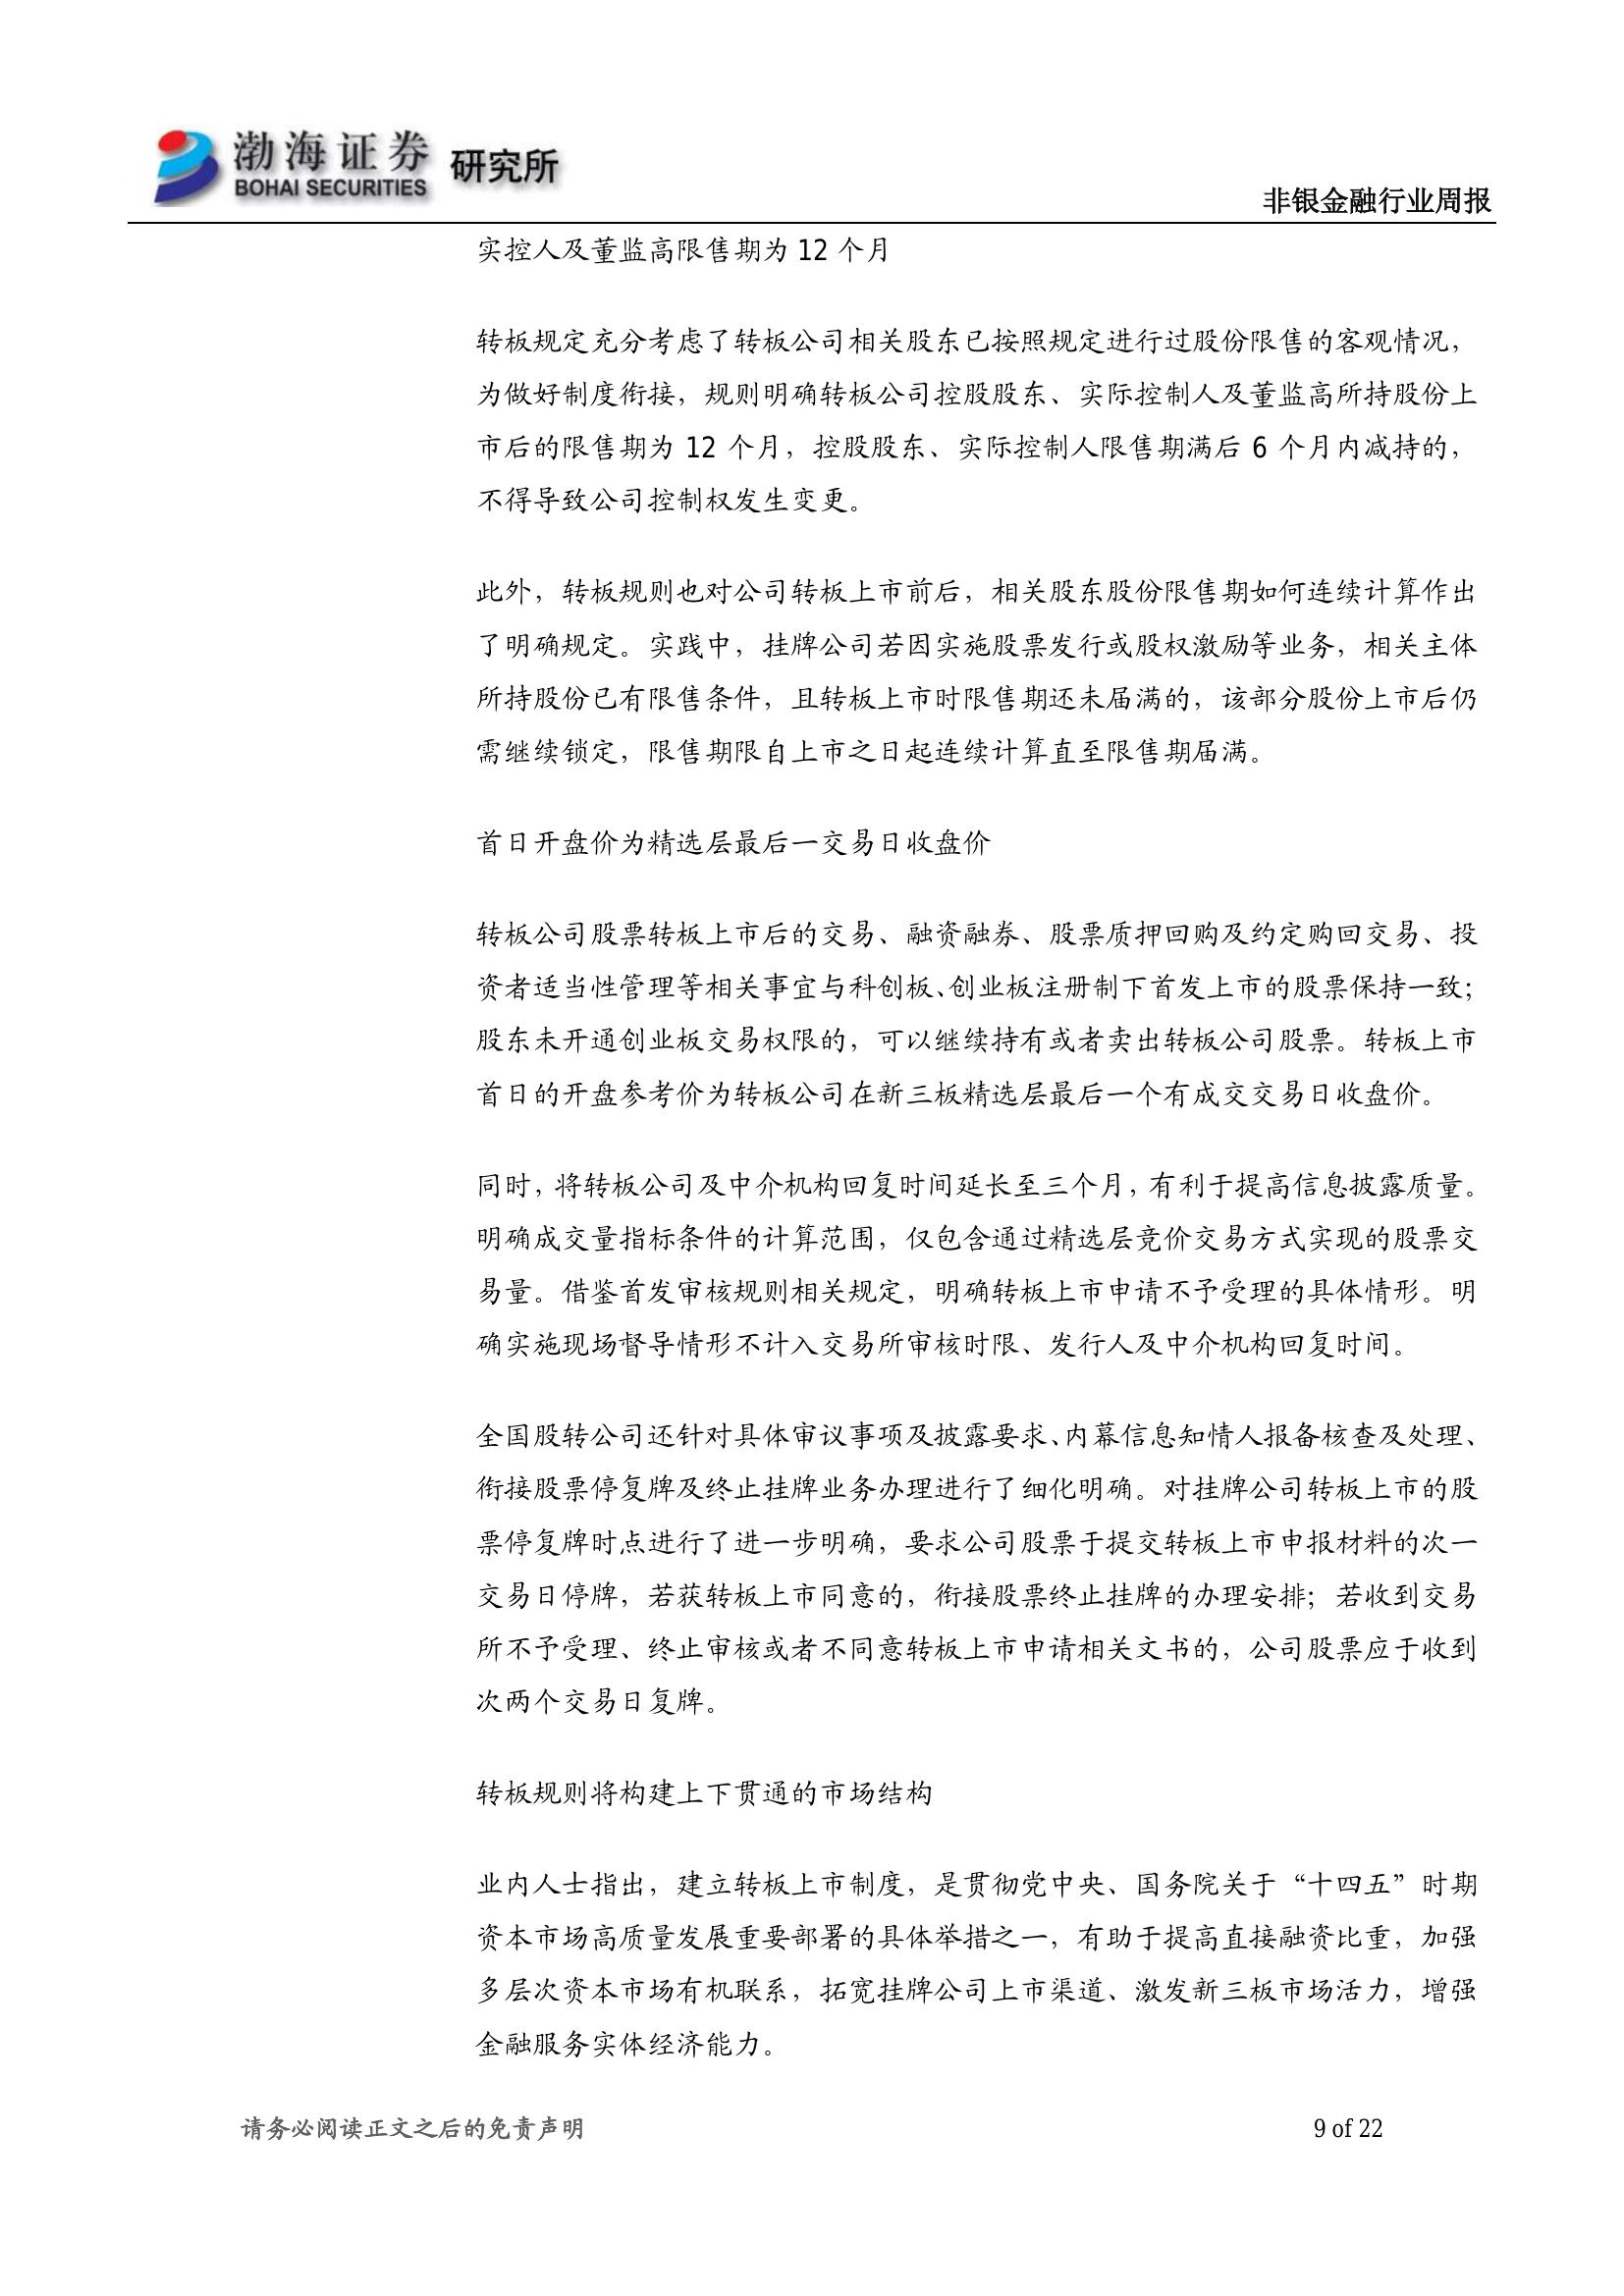 渤海证券 研究所
BOHAI SECURITIES
非银金融行业周报
实控人及董监高限售期为 12 个月
转板规定充分考虑了转板公司相关股东已按照规定进行过股份限售的客观情况，
为做好制度衔接，规则明确转板公司控股股东、实际控制人及董监高所持股份上
市后的限售期为 12 个月，控股股东、实际控制人限售期满后 6 个月内减持的，
不得导致公司控制权发生变更。
此外，转板规则也对公司转板上市前后，相关股东股份限售期如何连续计算作出
了明确规定。实践中，挂牌公司若因实施股票发行或股权激励等业务，相关主体
所持股份已有限售条件，且转板上市时限售期还未届满的，该部分股份上市后仍
需继续锁定，限售期限自上市之日起连续计算直至限售期届满。
首日开盘价为精选层最后一交易日收盘价
转板公司股票转板上市后的交易、融资融券、股票质押回购及约定购回交易、投
资者适当性管理等相关事宜与科创板、创业板注册制下首发上市的股票保持一致；
股东未开通创业板交易权限的，可以继续持有或者卖出转板公司股票。转板上市
首日的开盘参考价为转板公司在新三板精选层最后一个有成交交易日收盘价。
同时，将转板公司及中介机构回复时间延长至三个月，有利于提高信息披露质量。
明确成交量指标条件的计算范围，仅包含通过精选层竞价交易方式实现的股票交
易量。借鉴首发审核规则相关规定，明确转板上市申请不予受理的具体情形。明
确实施现场督导情形不计入交易所审核时限、发行人及中介机构回复时间。
全国股转公司还针对具体审议事项及披露要求、内幕信息知情人报备核查及处理、
衔接股票停复牌及终止挂牌业务办理进行了细化明确。对挂牌公司转板上市的股
票停复牌时点进行了进一步明确，要求公司股票于提交转板上市申报材料的次一
交易日停牌，若获转板上市同意的，衔接股票终止挂牌的办理安排；若收到交易
所不予受理、终止审核或者不同意转板上市申请相关文书的，公司股票应于收到
次两个交易日复牌。
转板规则将构建上下贯通的市场结构
业内人士指出，建立转板上市制度，是贯彻党中央、国务院关于“十四五”时期
资本市场高质量发展重要部署的具体举措之一，有助于提高直接融资比重，加强
多层次资本市场有机联系，拓宽挂牌公司上市渠道、激发新三板市场活力，增强
金融服务实体经济能力。
请务必阅读正文之后的免责声明
9 of 22